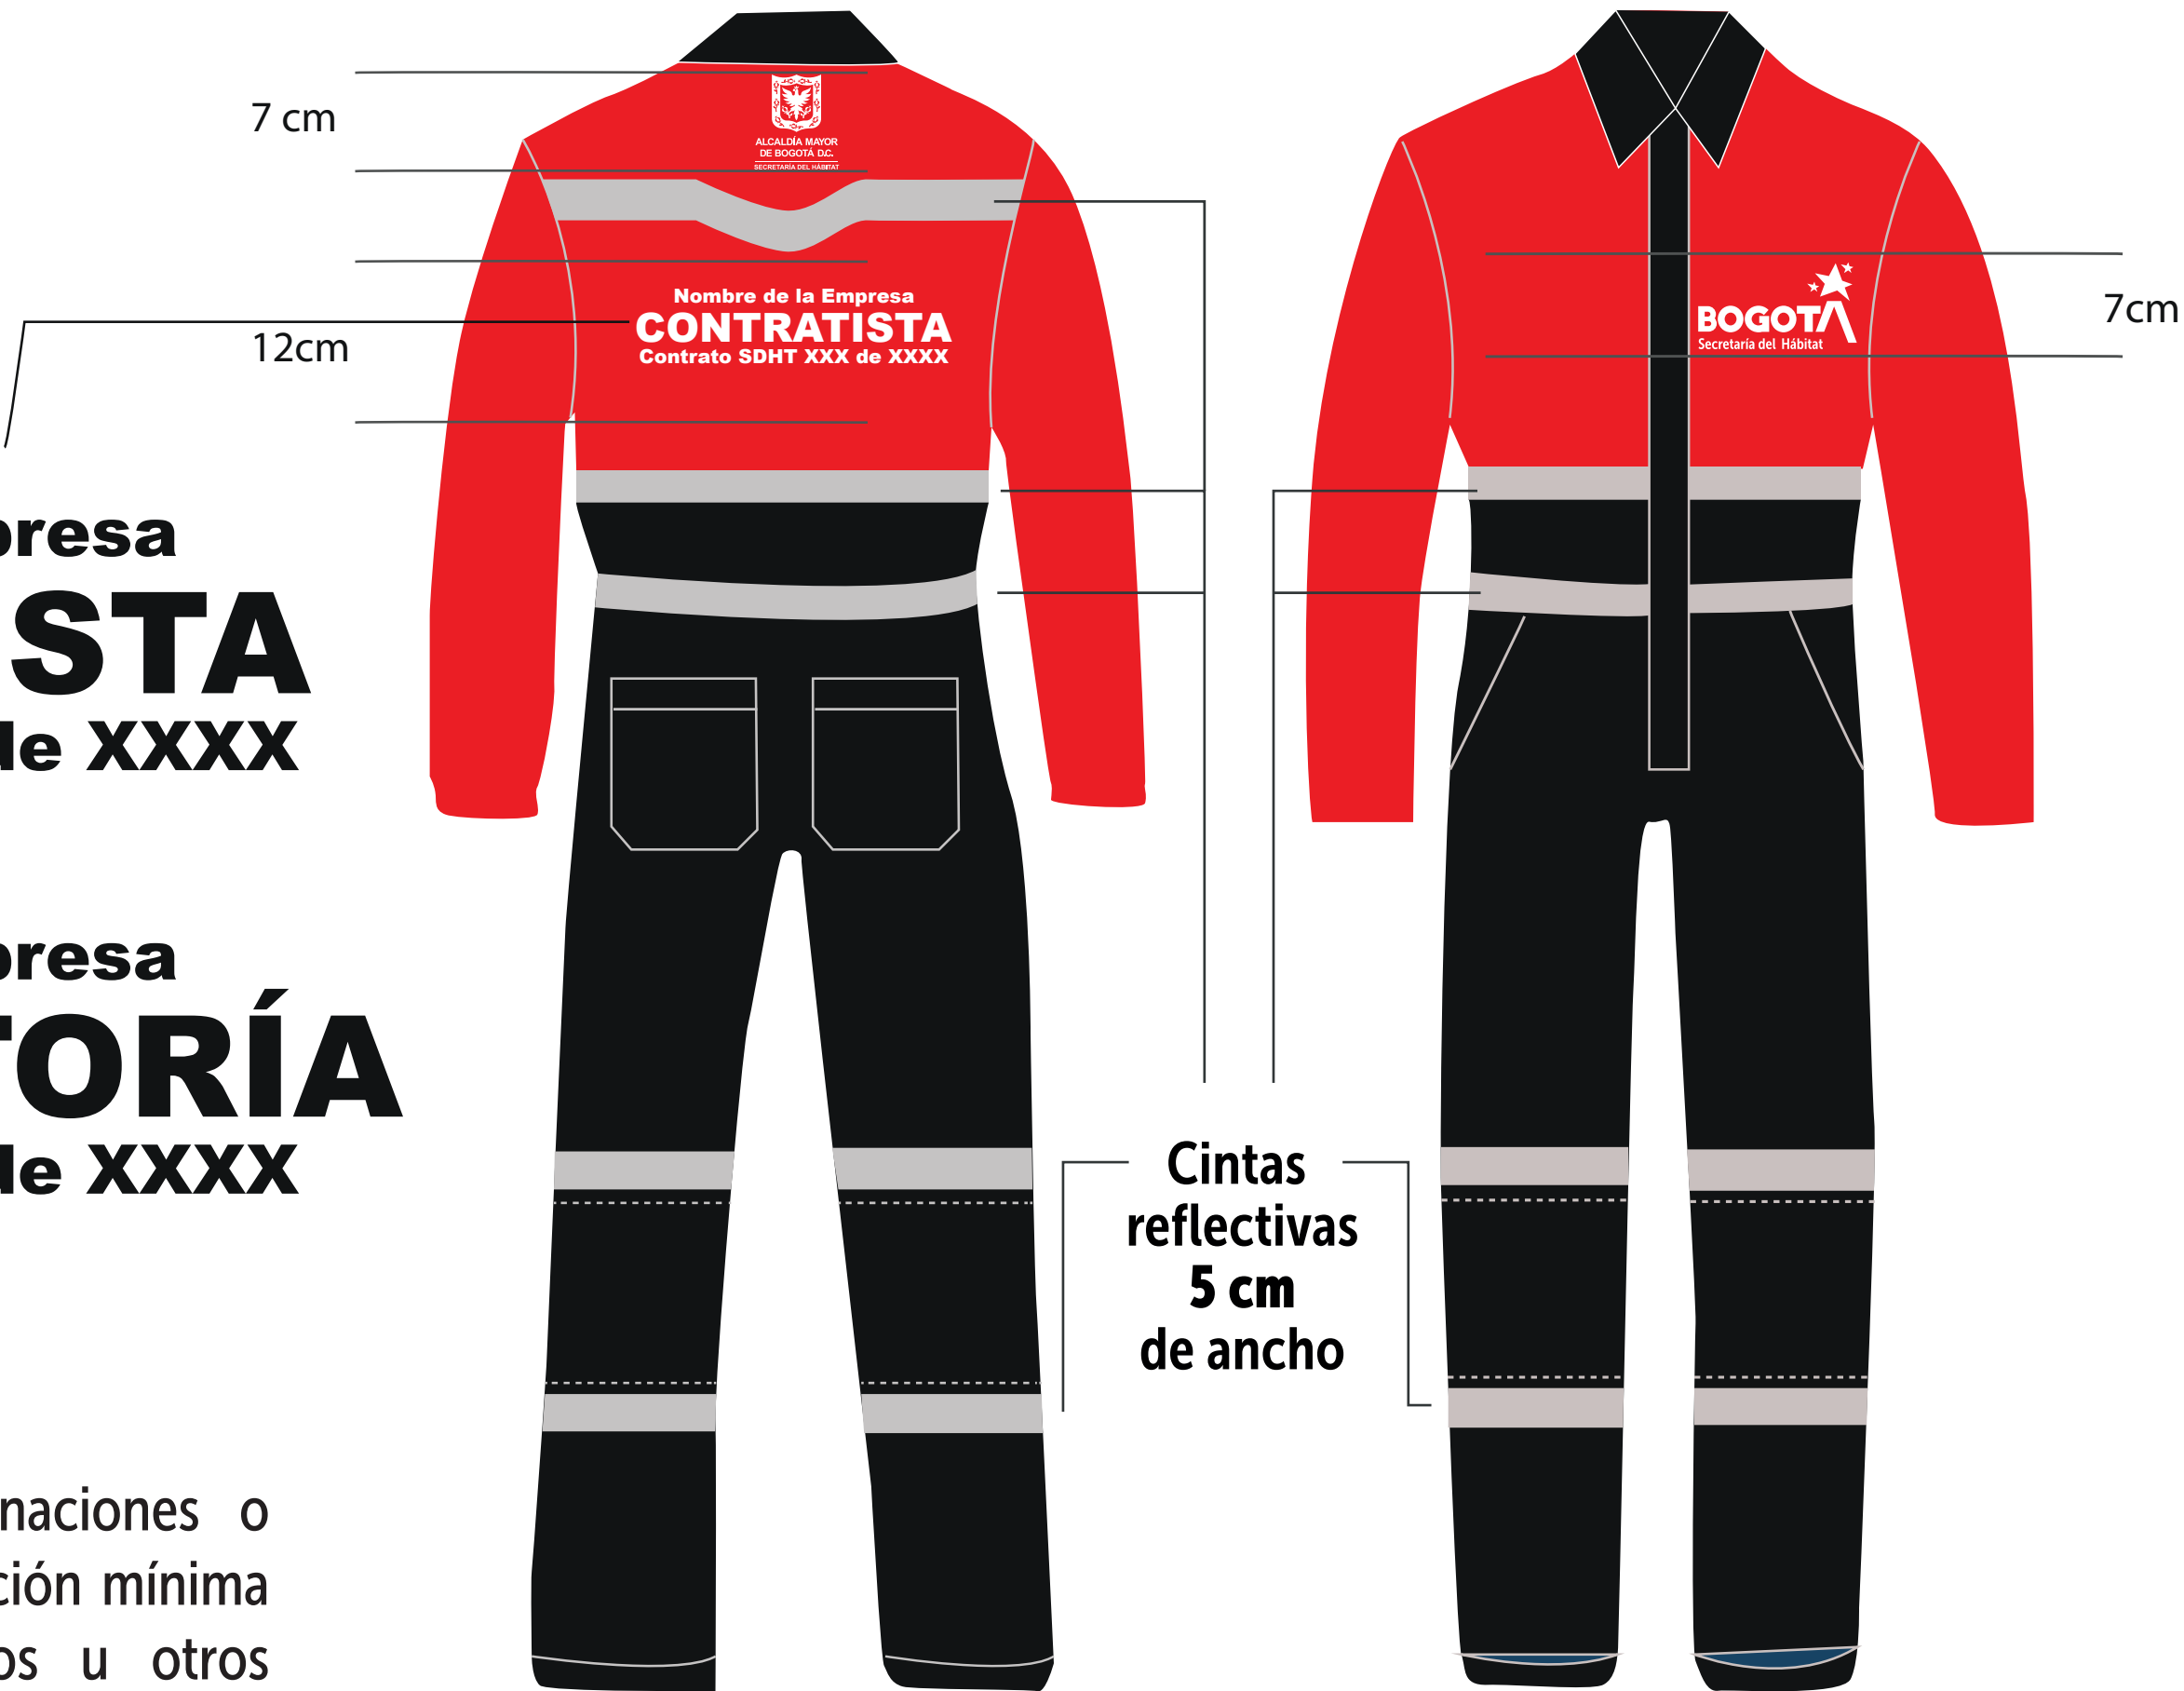 7 cm
ALCALDÍA MAYOR
DE BOGOTÁ D.C.
SECRETARÍA DEL HÁBITAT
Nombre de la Empresa
CONTRATISTA
Contrato SDHT XXX de XXXX
12cm
BOGOTÁ
Secretaría del Hábitat
7cm
presa
STA
de XXXX
presa
TORÍA
de XXXX
Cintas
reflectivas
5 cm
de ancho
naciones o
ción mínima
os u otros